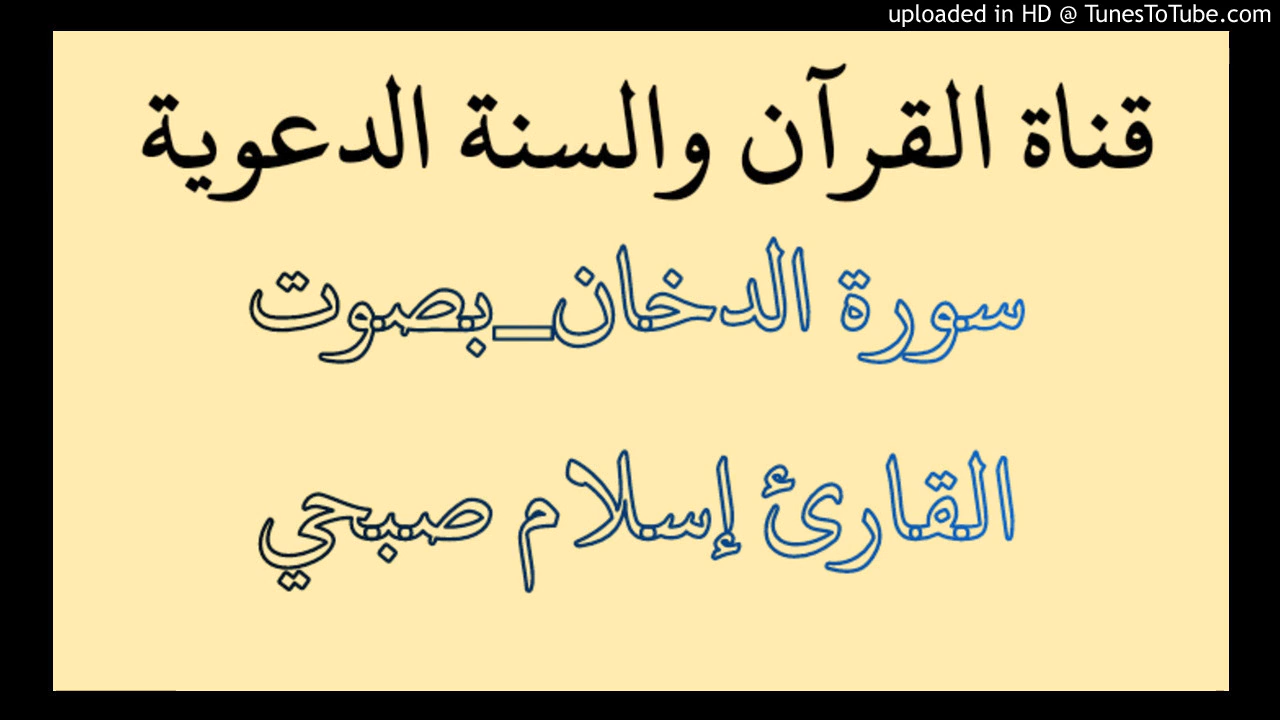 uploaded in HD @ TunesToTube.com
قناة القرآن والسنة الدعوية
سورة الدخان_بصوت
القارئ إسلام صبحي